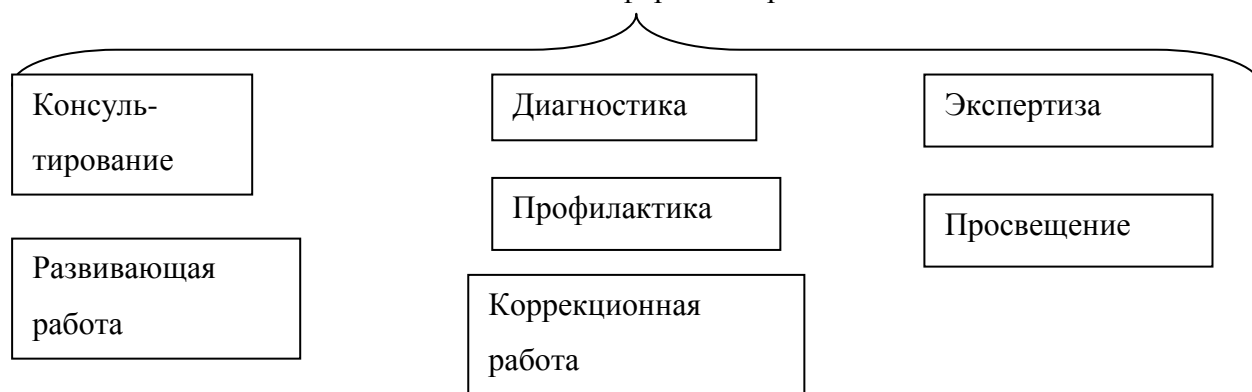 Консуль-
тирование
Диагностика
Экспертиза
Профилактика
Просвещение
Развивающая
работа
Коррекционная
работа